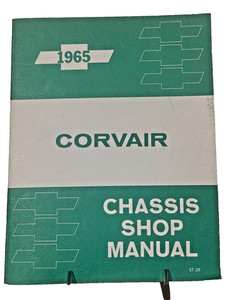 1965
CORVAIR
CHASSIS
SHOP
MANUAL